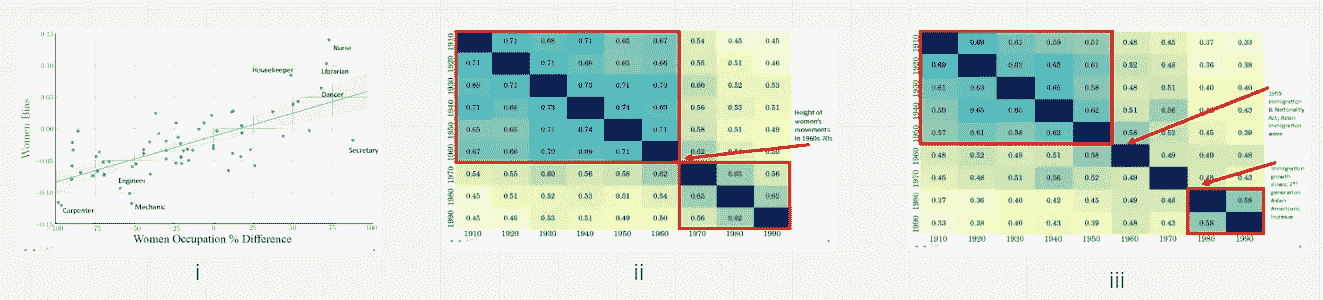 Women Bias
0.15
0.10
0.05
0.00
-0.05
-0.10
-0.15
Nurse
Housekeeper
Librarian
Dancer
Secretary
Engineer
Carpenter
Mechanic
-100 -75 -50 -25 0 25 50 75 100
Women Occupation % Difference
i
1910 0.71 0.68 0.71 0.65 0.67 0.54 0.45 0.45
1920 0.71 0.71 0.68 0.65 0.66 0.55 0.51 0.46
1930 0.68 0.71 0.73 0.71 0.70 0.60 0.52 0.53
1940 0.71 0.68 0.73 0.74 0.69 0.56 0.53 0.51
1950 0.65 0.65 0.71 0.74 0.71 0.58 0.51 0.49
1960 0.67 0.66 0.70 0.69 0.71 0.62 0.50
1970 0.54 0.55 0.60 0.56 0.58 0.62 0.65 0.56
1980 0.45 0.51 0.52 0.53 0.51 0.54 0.65 0.62
1990 0.45 0.46 0.53 0.51 0.49 0.50 0.56 0.62
1910 1920 1930 1940 1950 1960 1970 1980 1990
Height of
women's
movements
in 1960s-70s
ii
1910 0.69 0.61 0.59 0.57 0.48 0.45 0.37 0.33
1920 0.69 0.63 0.65 0.61 0.52 0.48 0.36 0.38
1930 0.61 0.63 0.65 0.58 0.48 0.51 0.40 0.40
1940 0.59 0.65 0.65 0.62 0.51 0.56
1950 0.57 0.61 0.58 0.62 0.58 0.52 0.45 0.39
1960 0.48 0.52 0.48 0.51 0.58 0.49 0.49 0.48
1970 0.45 0.48 0.51 0.56 0.52 0.49 0.48 0.43
1980 0.37 0.36 0.40 0.42 0.45 0.49 0.48 0.58
1990 0.33 0.38 0.40 0.43 0.39 0.48 0.43 0.58
1910 1920 1930 1940 1950 1960 1970 1980 1990
1965
Immigration
& Nationality
Act; Asian
immigration
wave
Immigration
growth
slows; 2nd
generation
Asian
Americans
increase
iii